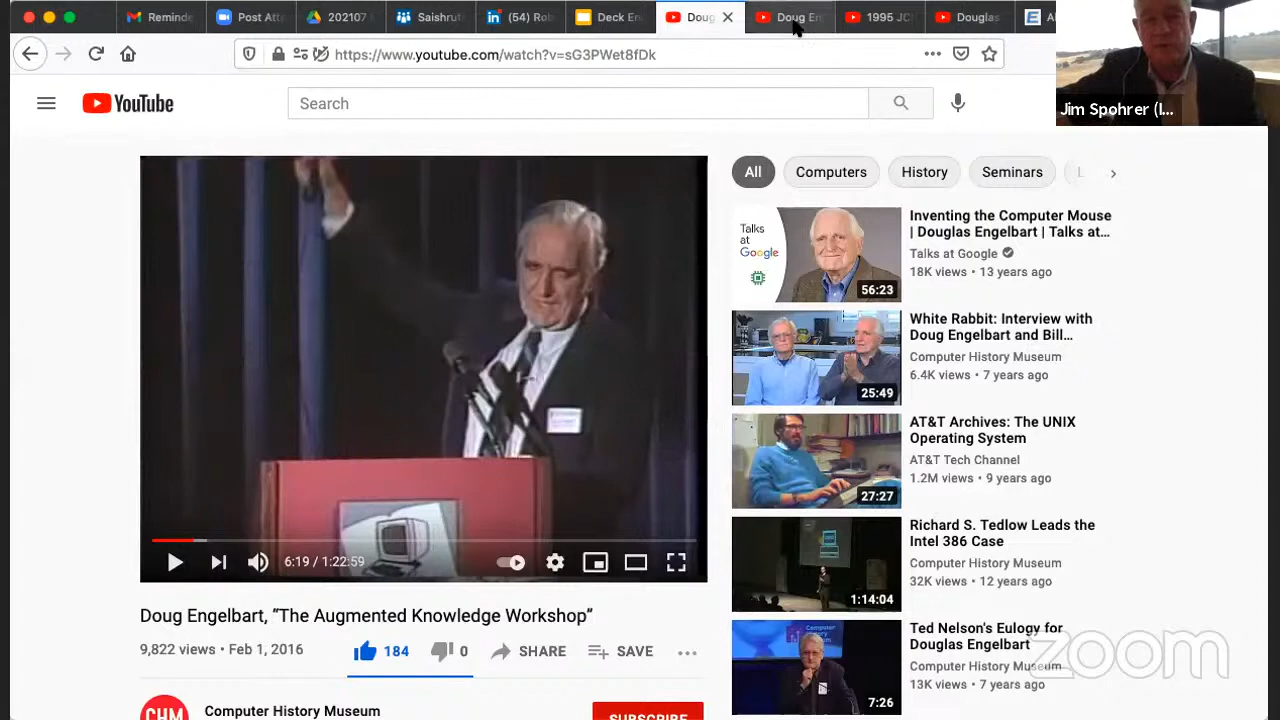 Reminde
Post Att
202107
Saishrut
(54) Rob
Deck En
Doug
Doug En
1995 JC
Douglas
https://www.youtube.com/watch?v=sG3PWet8fDk
Jim Spohrer (I...
YouTube
Search
All
Computers
History
Seminars
L
Talks
at
Google
56:23
Inventing the Computer Mouse
| Douglas Engelbart | Talks at...
Talks at Google
18K views • 13 years ago
25:49
White Rabbit: Interview with
Doug Engelbart and Bill...
Computer History Museum
6.4K views • 7 years ago
27:27
AT&T Archives: The UNIX
Operating System
AT&T Tech Channel
1.2M views • 9 years ago
1:14:04
Richard S. Tedlow Leads the
Intel 386 Case
Computer History Museum
32K views • 12 years ago
7:26
Ted Nelson's Eulogy for
Douglas Engelbart
Computer History Museum
13K views • 7 years ago
6:19 / 1:22:59
Doug Engelbart, “The Augmented Knowledge Workshop”
9,822 views • Feb 1, 2016
184
0
SHARE
SAVE
CHM
Computer History Museum
SUBSCRIBE
zoom